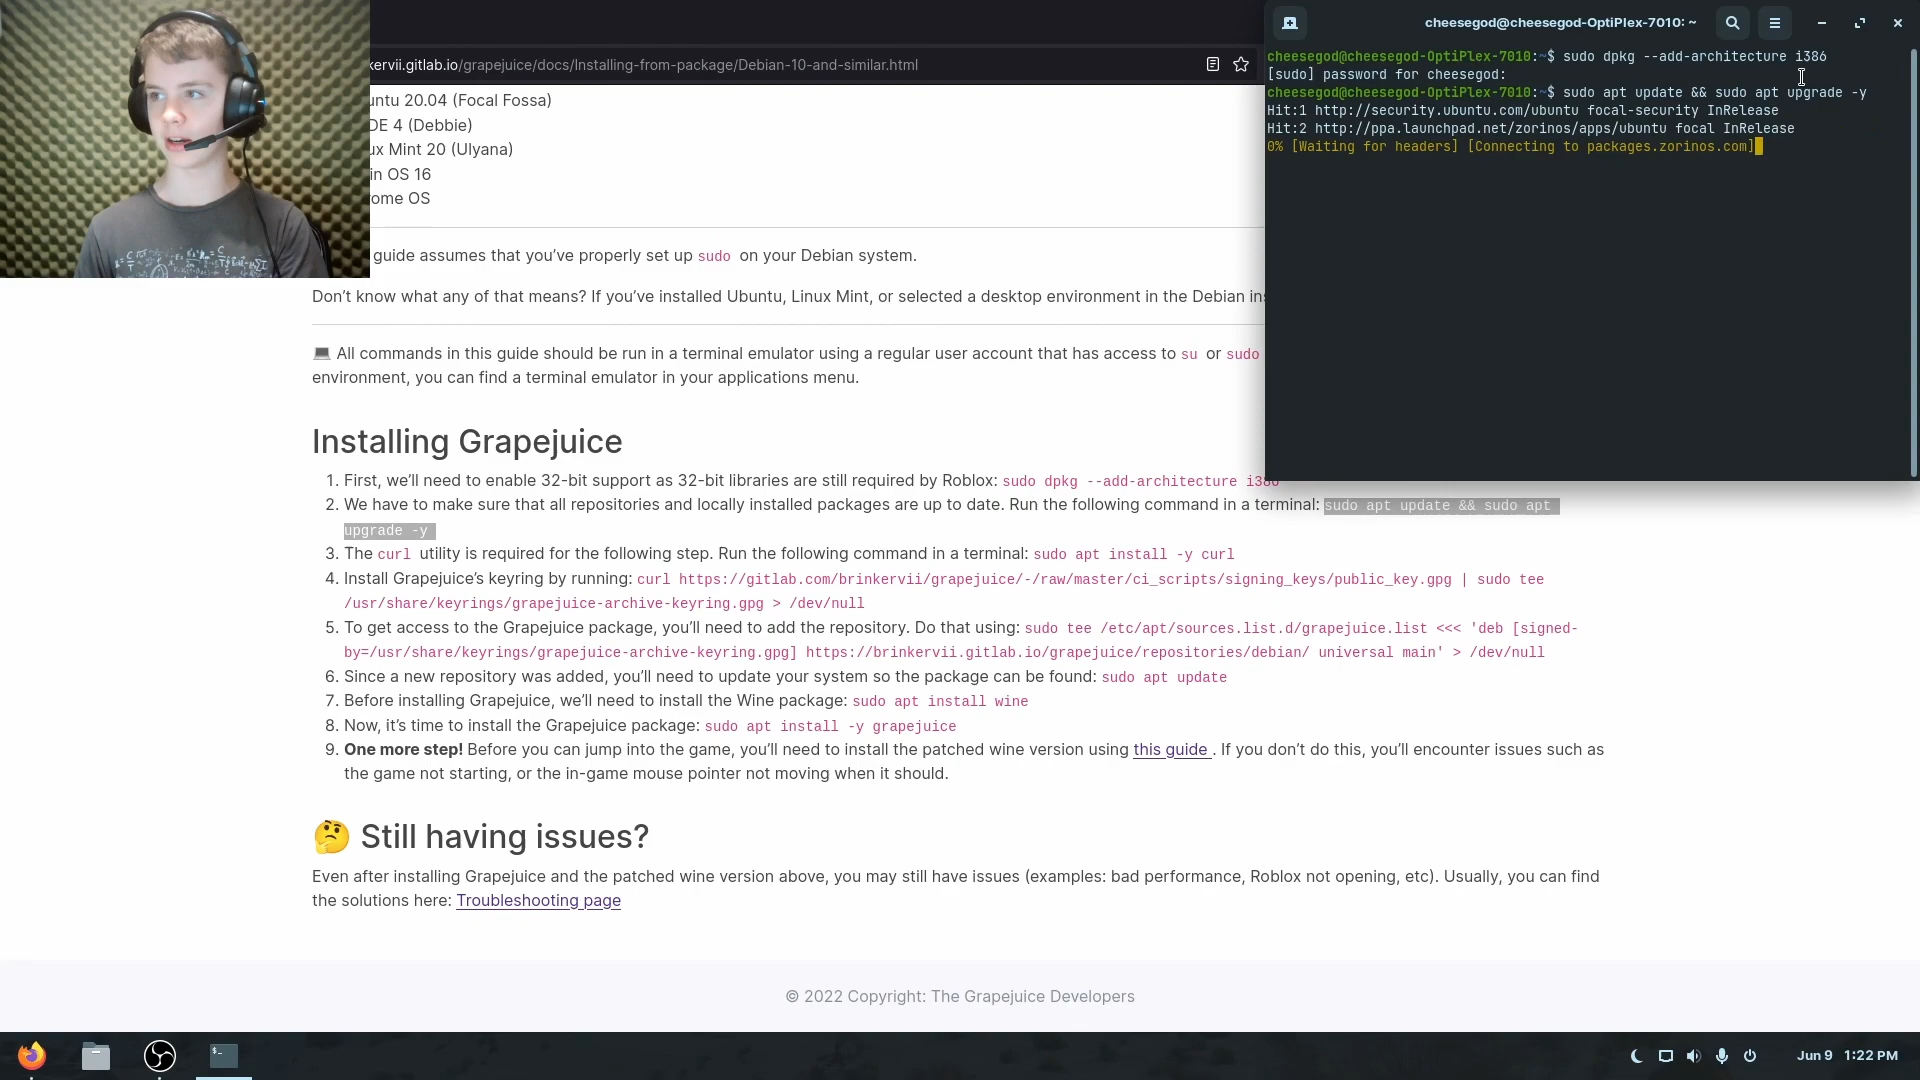 kervii.gitlab.io/grapejuice/docs/Installing-from-package/Debian-10-and-similar.html
cheesegod@cheesegod-OptiPlex-7010: ~
cheesegod@cheesegod-OptiPlex-7010:~$ sudo dpkg --add-architecture i386
[sudo] password for cheesegod:
cheesegod@cheesegod-OptiPlex-7010:~$ sudo apt update && sudo apt upgrade -y
Hit:1 http://security.ubuntu.com/ubuntu focal-security InRelease
Hit:2 http://ppa.launchpad.net/zorinos/apps/ubuntu focal InRelease
0% [Waiting for headers] [Connecting to packages.zorinos.com]
untu 20.04 (Focal Fossa)
DE 4 (Debbie)
ux Mint 20 (Ulyana)
in OS 16
rome OS
guide assumes that you’ve properly set up sudo on your Debian system.
Don’t know what any of that means? If you’ve installed Ubuntu, Linux Mint, or selected a desktop environment in the Debian ins
💻 All commands in this guide should be run in a terminal emulator using a regular user account that has access to su or sudo
environment, you can find a terminal emulator in your applications menu.
Installing Grapejuice
1. First, we’ll need to enable 32-bit support as 32-bit libraries are still required by Roblox: sudo dpkg --add-architecture i386
2. We have to make sure that all repositories and locally installed packages are up to date. Run the following command in a terminal: sudo apt update && sudo apt
upgrade -y
3. The curl utility is required for the following step. Run the following command in a terminal: sudo apt install -y curl
4. Install Grapejuice’s keyring by running: curl https://gitlab.com/brinkervii/grapejuice/-/raw/master/ci_scripts/signing_keys/public_key.gpg | sudo tee
/usr/share/keyrings/grapejuice-archive-keyring.gpg > /dev/null
5. To get access to the Grapejuice package, you’ll need to add the repository. Do that using: sudo tee /etc/apt/sources.list.d/grapejuice.list <<< 'deb [signed-
by=/usr/share/keyrings/grapejuice-archive-keyring.gpg] https://brinkervii.gitlab.io/grapejuice/repositories/debian/ universal main' > /dev/null
6. Since a new repository was added, you’ll need to update your system so the package can be found: sudo apt update
7. Before installing Grapejuice, we’ll need to install the Wine package: sudo apt install wine
8. Now, it’s time to install the Grapejuice package: sudo apt install -y grapejuice
9. One more step! Before you can jump into the game, you’ll need to install the patched wine version using this guide . If you don’t do this, you’ll encounter issues such as
the game not starting, or the in-game mouse pointer not moving when it should.
🤔 Still having issues?
Even after installing Grapejuice and the patched wine version above, you may still have issues (examples: bad performance, Roblox not opening, etc). Usually, you can find
the solutions here: Troubleshooting page
© 2022 Copyright: The Grapejuice Developers
Jun 9 1:22 PM